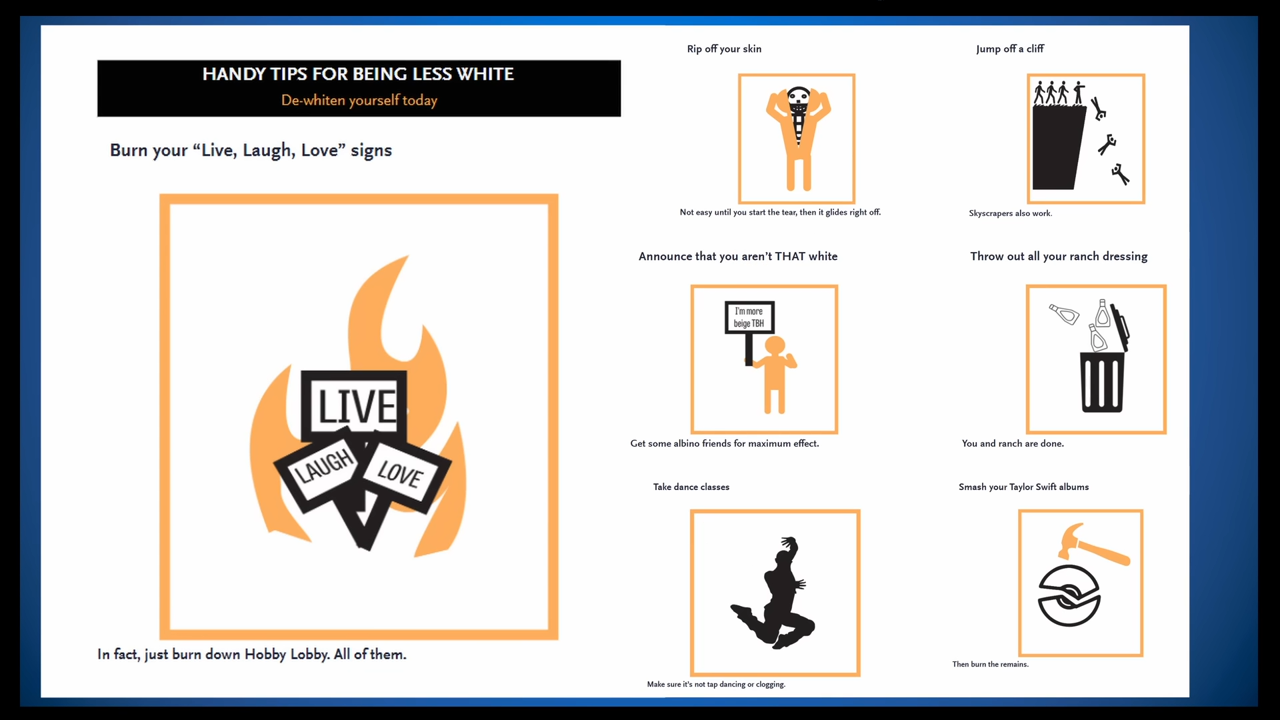 HANDY TIPS FOR BEING LESS WHITE
De-whiten yourself today
Burn your “Live, Laugh, Love” signs
LIVE
LAUGH
LOVE
In fact, just burn down Hobby Lobby. All of them.
Rip off your skin
Not easy until you start the tear, then it glides right off.
Jump off a cliff
Skyscrapers also work.
Announce that you aren’t THAT white
I'm more
beige TBH
Get some albino friends for maximum effect.
Throw out all your ranch dressing
You and ranch are done.
Take dance classes
Make sure it's not tap dancing or clogging.
Smash your Taylor Swift albums
Then burn the remains.